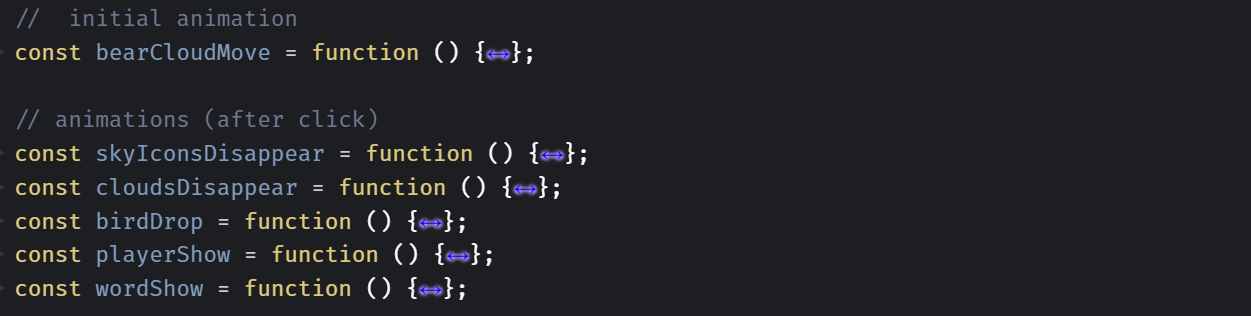 //  initial animation
const bearCloudMove = function () {↔};
// animations (after click)
const skyIconsDisappear = function () {↔};
const cloudsDisappear = function () {↔};
const birdDrop = function () {↔};
const playerShow = function () {↔};
const wordShow = function () {↔};